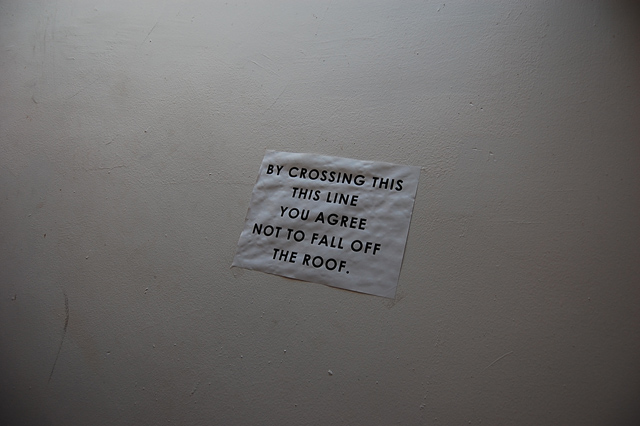 BY CROSSING THIS
THIS LINE
YOU AGREE
NOT TO FALL OFF
THE ROOF.